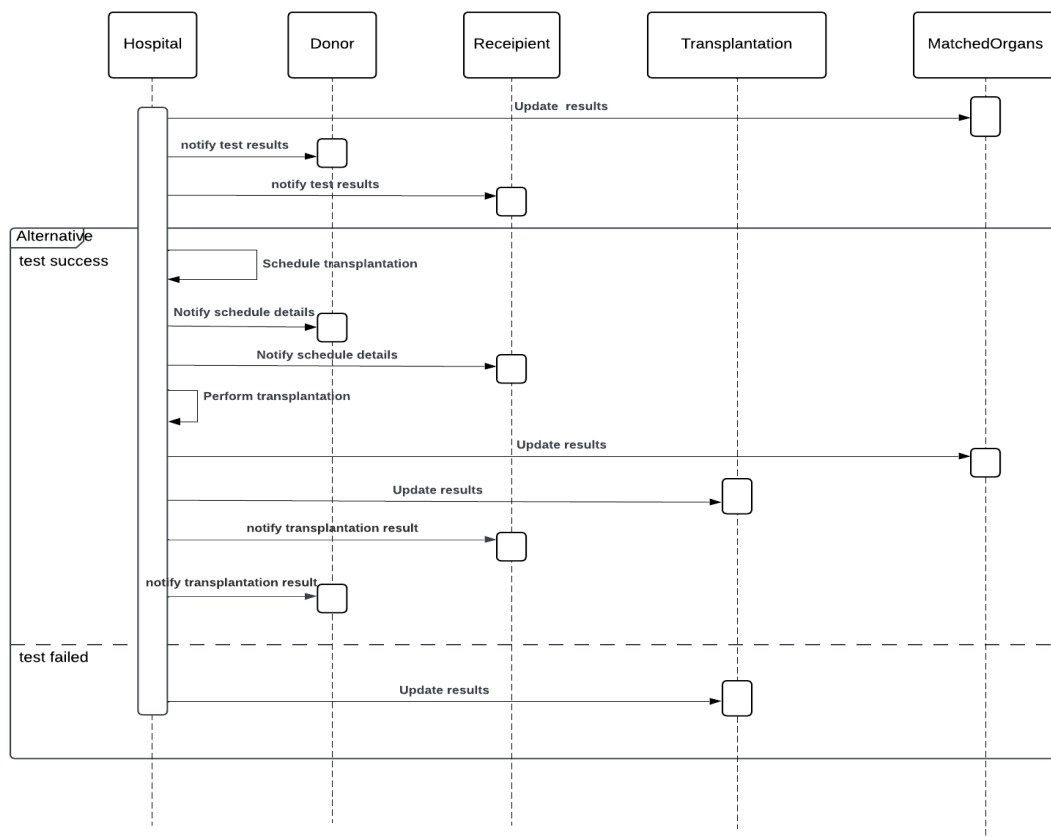 Hospital
Donor
Receipient
Transplantation
MatchedOrgans
Update results
notify test results
notify test results
Alternative
test success
Schedule transplantation
Notify schedule details
Notify schedule details
Perform transplantation
Update results
Update results
notify transplantation result
notify transplantation result
test failed
Update results